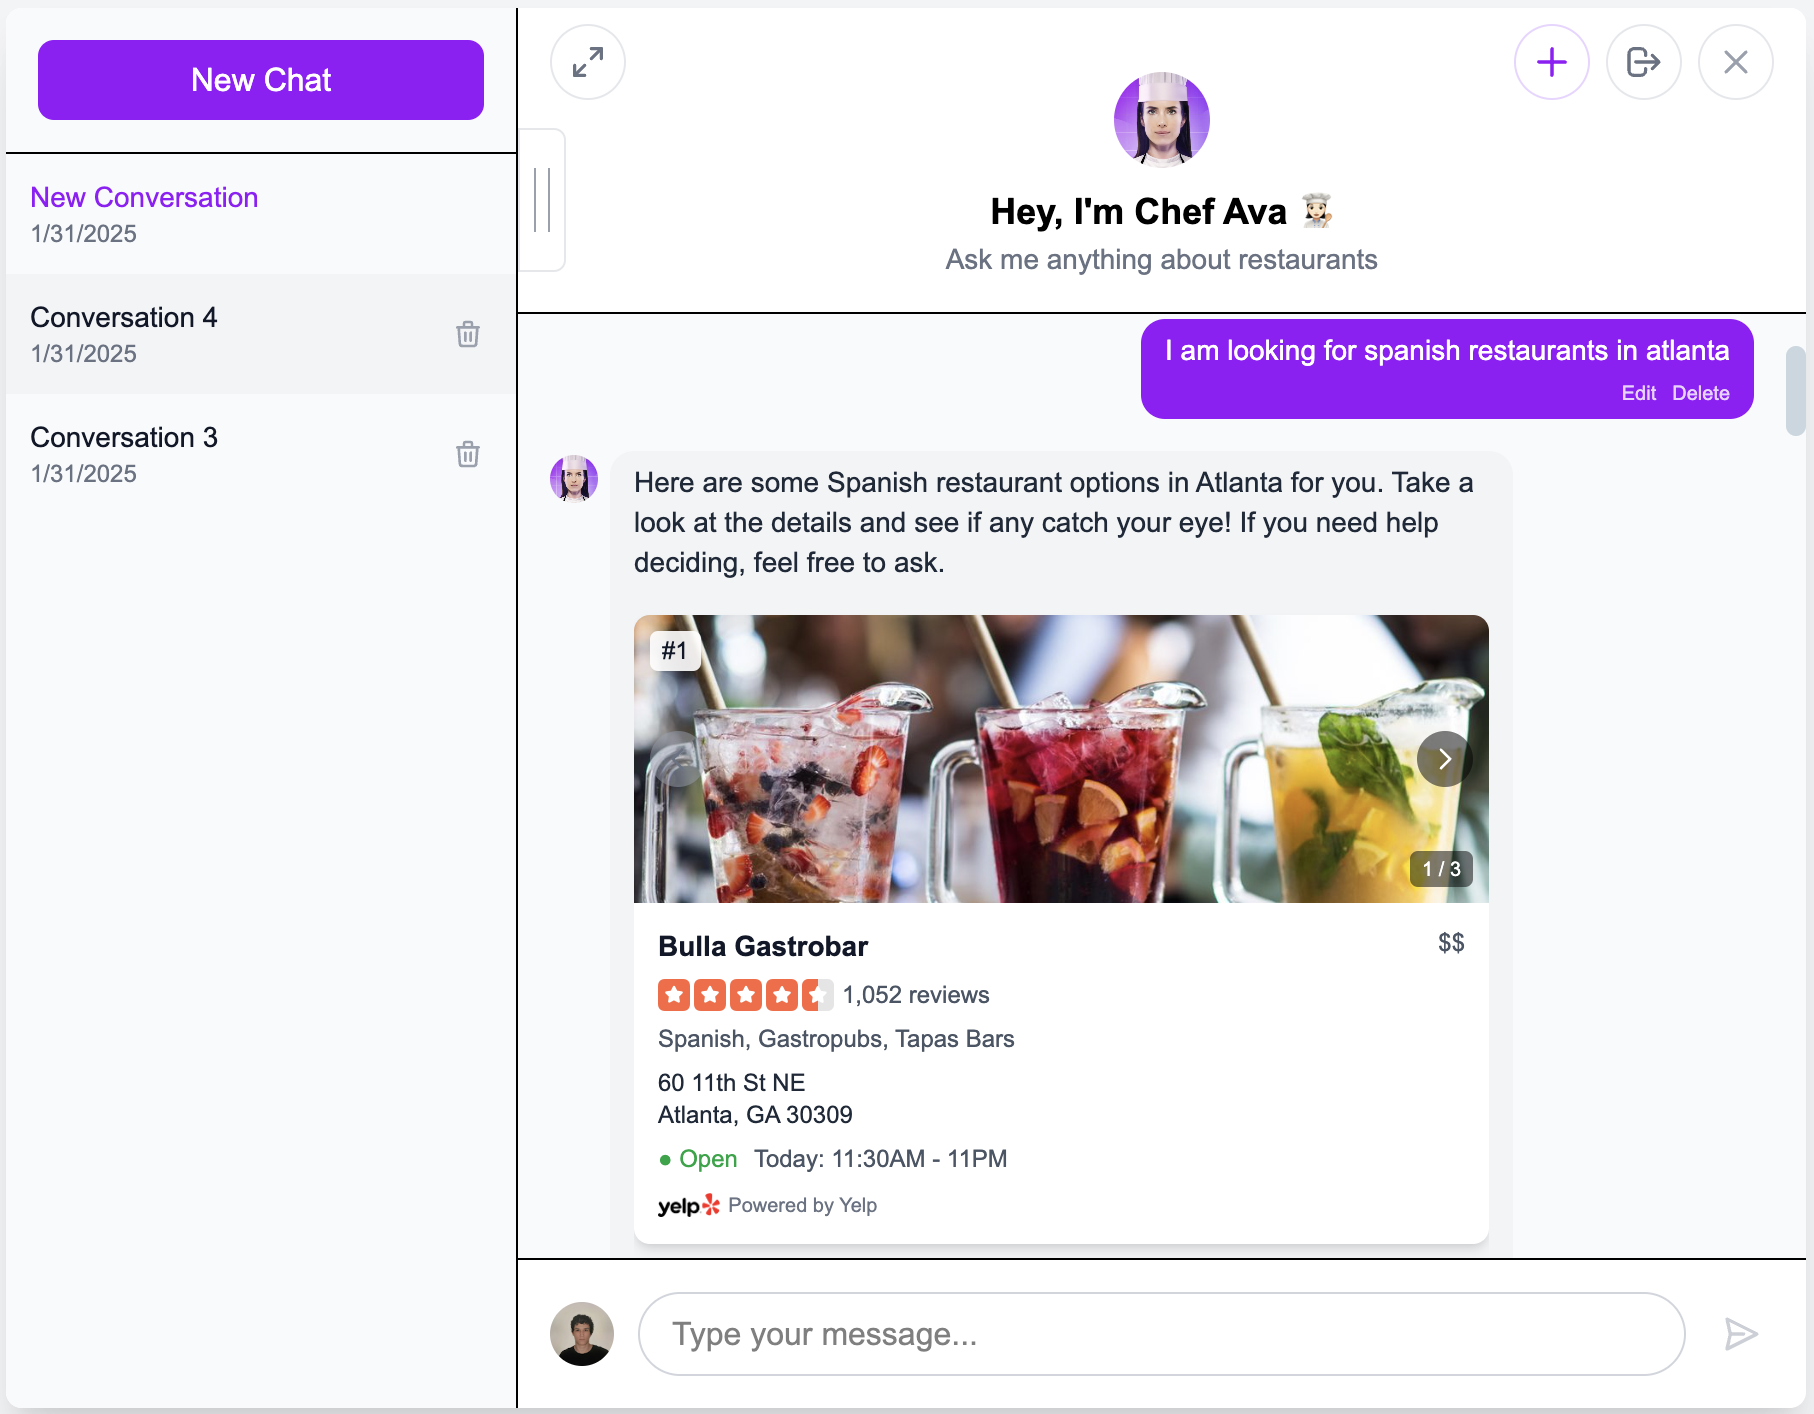 New Chat
New Conversation
1/31/2025
Conversation 4
1/31/2025
Conversation 3
1/31/2025
Hey, I'm Chef Ava
Ask me anything about restaurants
I am looking for spanish restaurants in atlanta
Edit Delete
Here are some Spanish restaurant options in Atlanta for you. Take a
look at the details and see if any catch your eye! If you need help
deciding, feel free to ask.
#1
1 / 3
Bulla Gastrobar
$$
1,052 reviews
Spanish, Gastropubs, Tapas Bars
60 11th St NE
Atlanta, GA 30309
Open Today: 11:30AM - 11PM
yelp Powered by Yelp
Type your message...